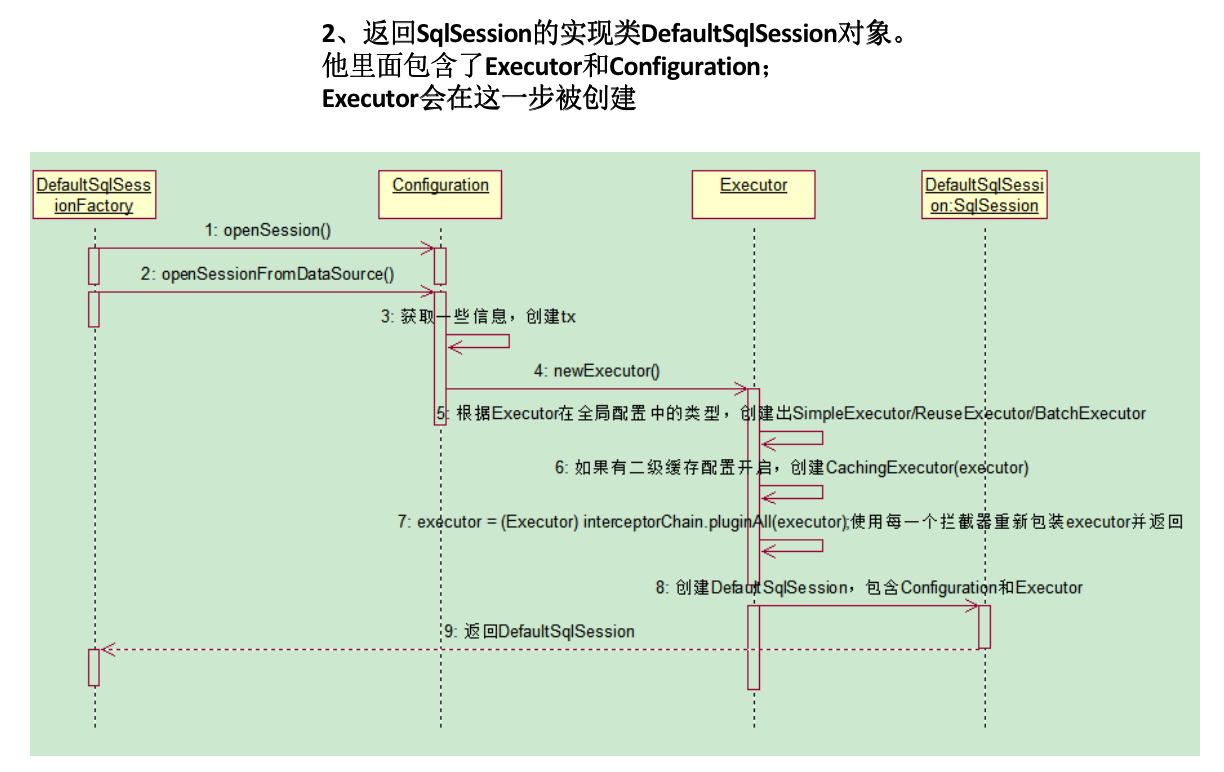 2、返回SqlSession的实现类DefaultSqlSession对象。
他里面包含了Executor和Configuration；
Executor会在这一步被创建
DefaultSqlSess
ionFactory
Configuration
Executor
DefaultSqlSessi
on:SqlSession
1: openSession()
2: openSessionFromDataSource()
3: 获取一些信息，创建tx
4: newExecutor()
5: 根据Executor在全局配置中的类型，创建出SimpleExecutor/ReuseExecutor/BatchExecutor
6: 如果有二级缓存配置开启，创建CachingExecutor(executor)
7: executor = (Executor) interceptorChain.pluginAll(executor);使用每一个拦截器重新包装executor并返回
8: 创建DefaultSqlSession，包含Configuration和Executor
9: 返回DefaultSqlSession